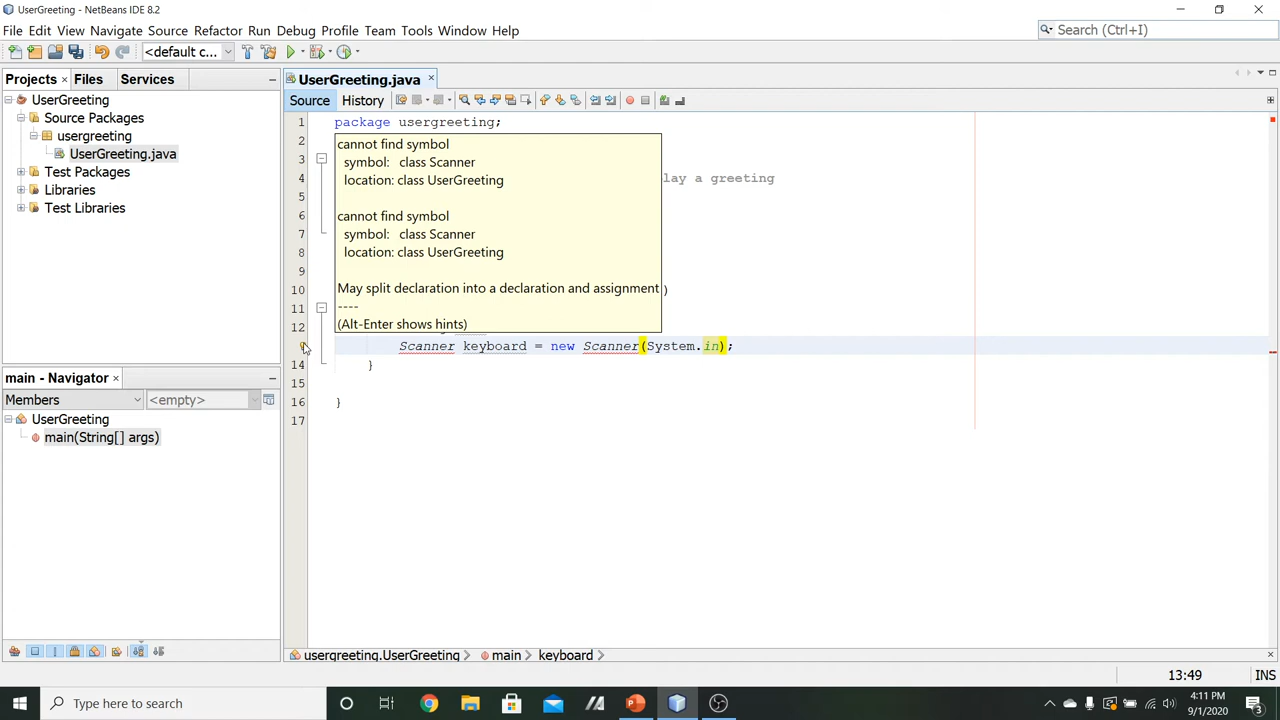 UserGreeting - NetBeans IDE 8.2
File Edit View Navigate Source Refactor Run Debug Profile Team Tools Window Help
Search (Ctrl+I)
<default c...
Projects Files Services
UserGreeting
Source Packages
usergreeting
UserGreeting.java
Test Packages
Libraries
Test Libraries
main - Navigator
Members
<empty>
UserGreeting
main(String[] args)
UserGreeting.java
Source History
1 package usergreeting;
2
3
4 lay a greeting
5
6
7
8
9
10 )
11
12
Scanner keyboard = new Scanner(System.in);
14 }
15
16 }
17
cannot find symbol
symbol: class Scanner
location: class UserGreeting
cannot find symbol
symbol: class Scanner
location: class UserGreeting
May split declaration into a declaration and assignment
----
(Alt-Enter shows hints)
usergreeting.UserGreeting main keyboard
13:49 INS
Type here to search
4:11 PM
9/1/2020
3